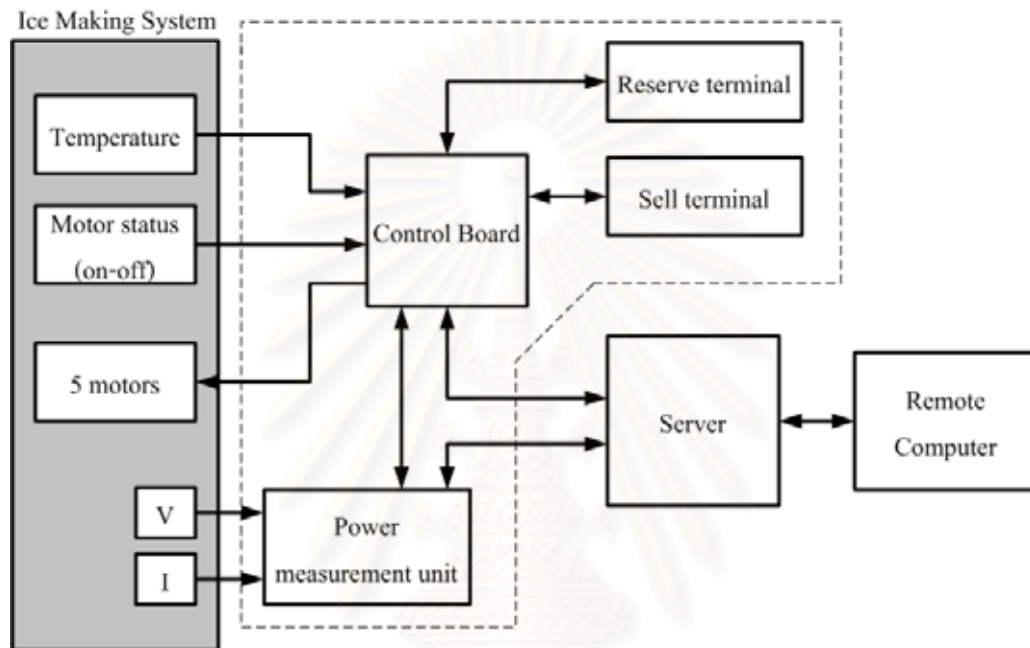 Ice Making System
Temperature
Motor status
(on-off)
5 motors
V
I
Control Board
Power
measurement unit
Reserve terminal
Sell terminal
Server
Remote
Computer